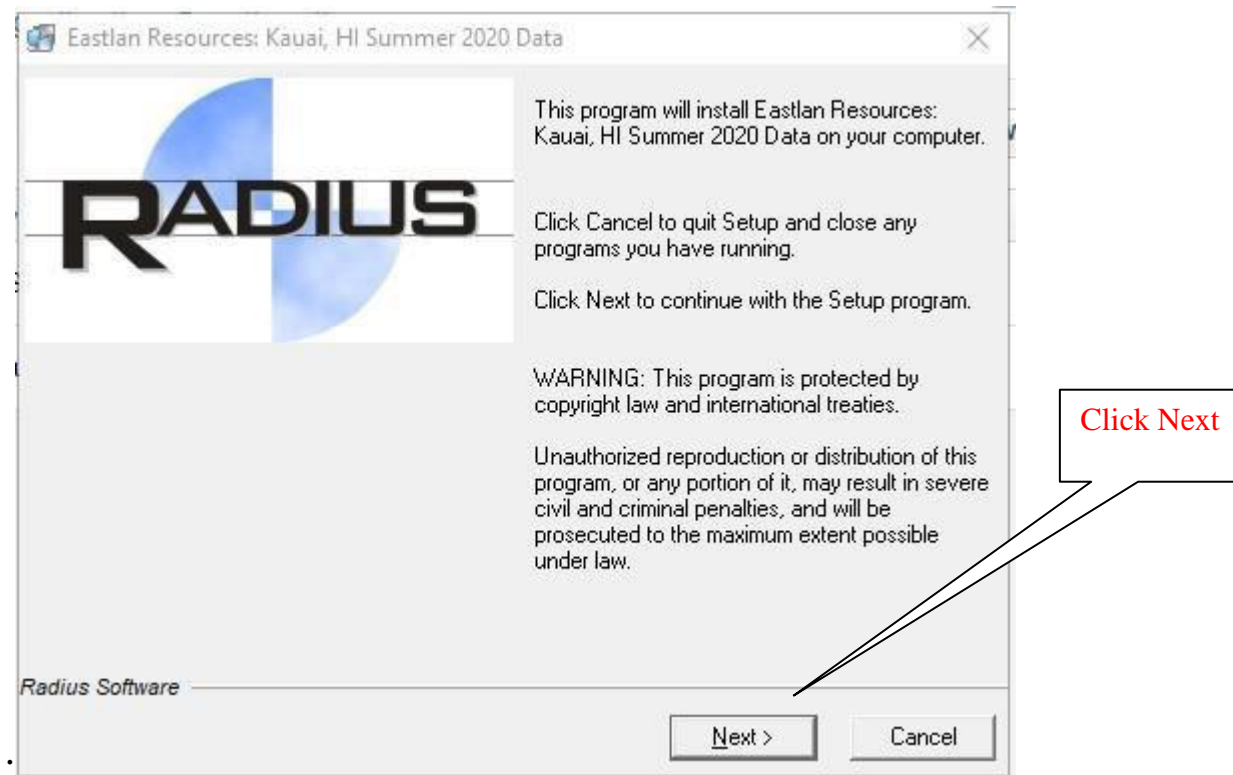 Eastlan Resources: Kauai, HI Summer 2020 Data
RADIUS
This program will install Eastlan Resources:
Kauai, HI Summer 2020 Data on your computer.
Click Cancel to quit Setup and close any
programs you have running.
Click Next to continue with the Setup program.
WARNING: This program is protected by
copyright law and international treaties.
Unauthorized reproduction or distribution of this
program, or any portion of it, may result in severe
civil and criminal penalties, and will be
prosecuted to the maximum extent possible
under law.
Click Next
Radius Software
Next >
Cancel
.